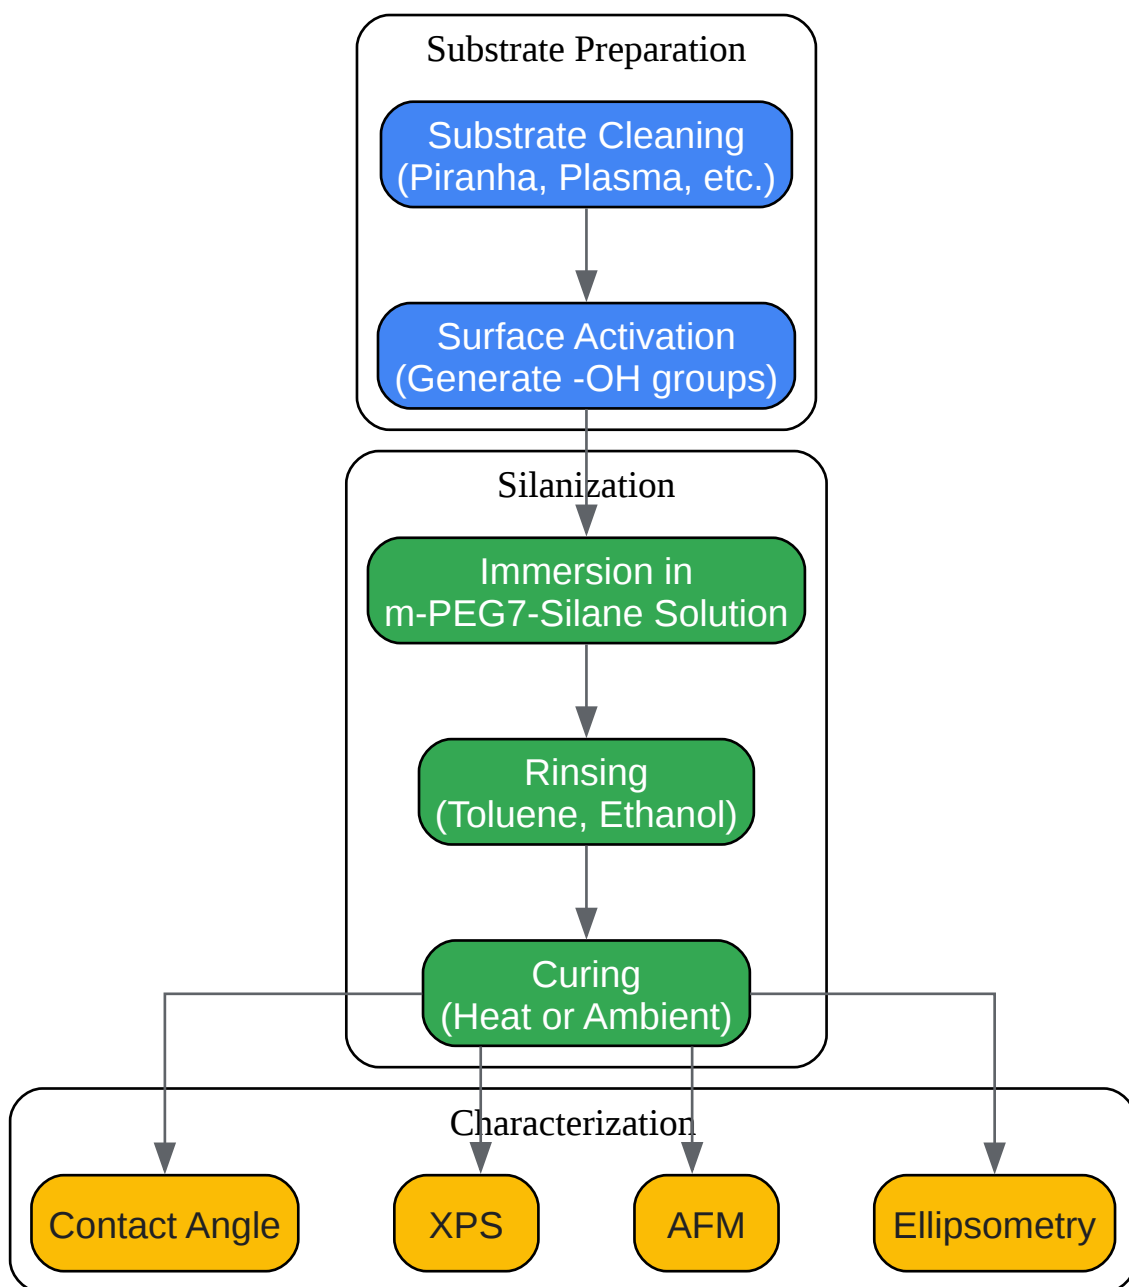 Substrate Preparation
Substrate Cleaning
(Piranha, Plasma, etc.)
Surface Activation
(Generate -OH groups)
Silanization
Immersion in
m-PEG7-Silane Solution
Rinsing
(Toluene, Ethanol)
Curing
(Heat or Ambient)
Characterization
Contact Angle
XPS
AFM
Ellipsometry